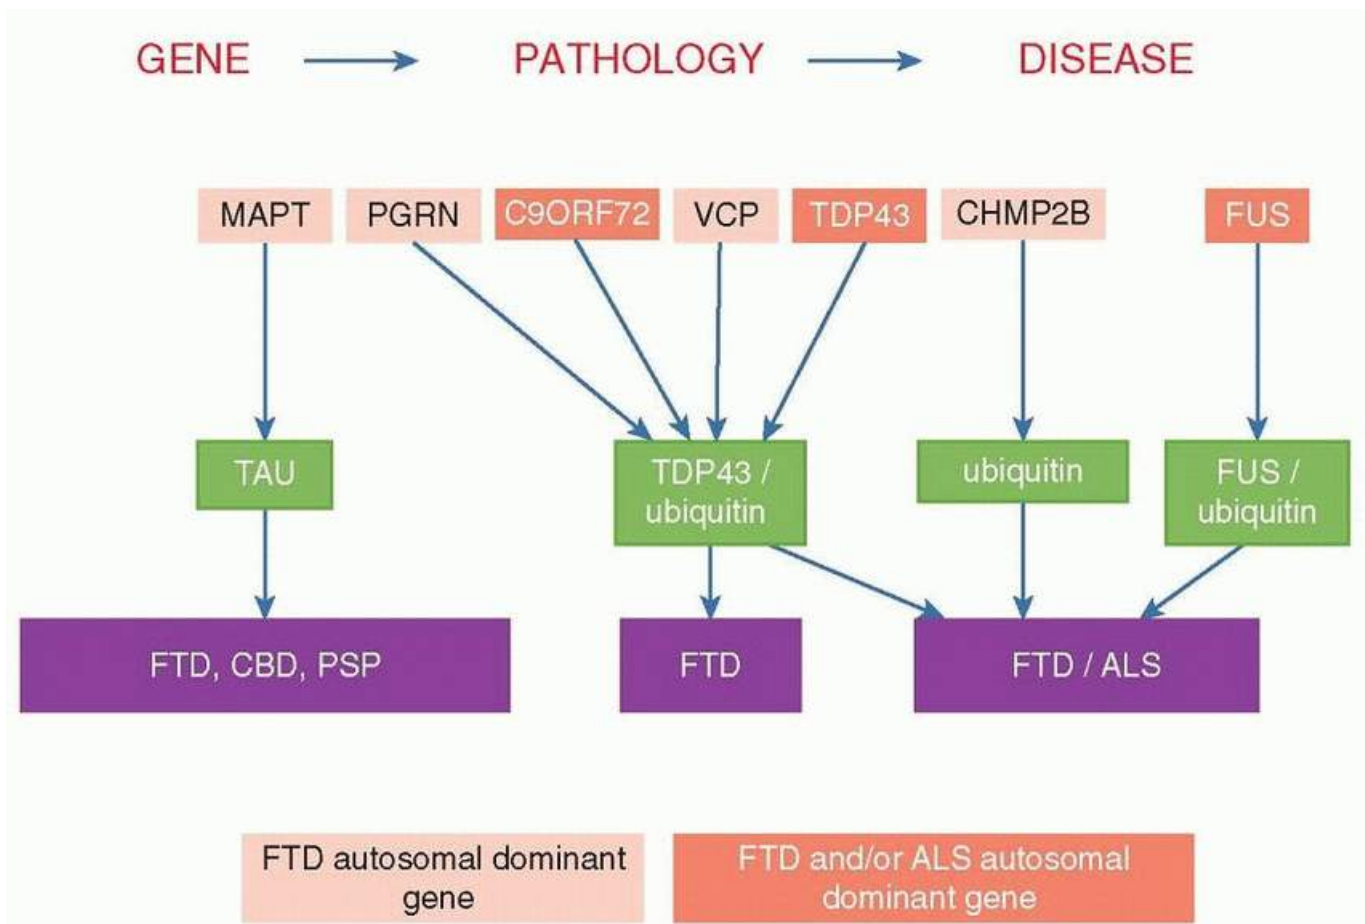 GENE PATHOLOGY DISEASE
MAPT PGRN C9ORF72 VCP TDP43 CHMP2B FUS
TAU
TDP43 /
ubiquitin
ubiquitin
FUS /
ubiquitin
FTD, CBD, PSP
FTD
FTD / ALS
FTD autosomal dominant
gene
FTD and/or ALS autosomal
dominant gene